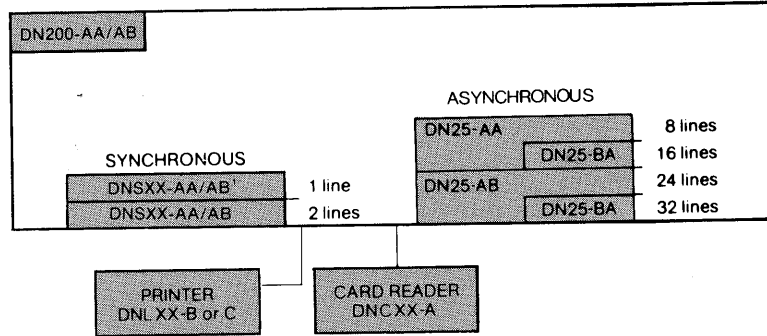 DN200-AA/AB
ASYNCHRONOUS
DN25-AA 8 lines
DN25-BA 16 lines
DN25-AB 24 lines
DN25-BA 32 lines
SYNCHRONOUS
DNSXX-AA/AB' 1 line
DNSXX-AA/AB 2 lines
PRINTER
DNLXX-B or C
CARD READER
DNCXX-A